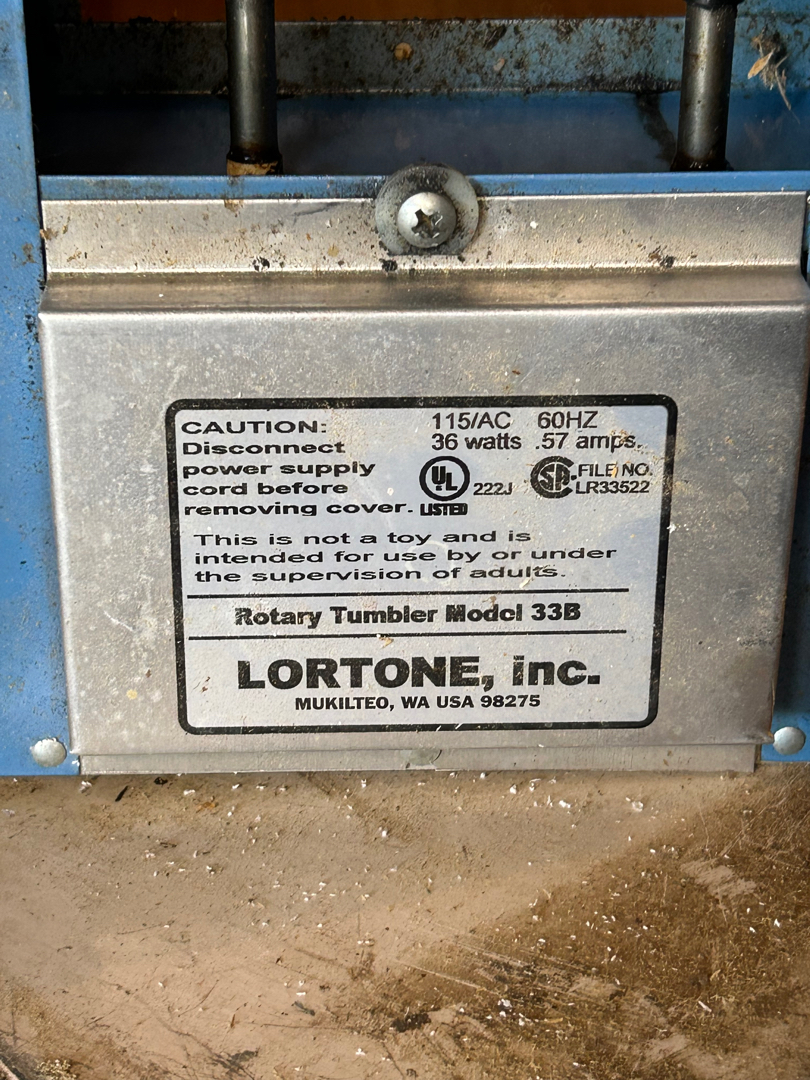 CAUTION:
Disconnect
power supply
cord before
removing cover.
115/AC 60HZ
36 watts .57 amps.
UL 222J
LISTED
SA FILE NO.
LR33522
This is not a toy and is
intended for use by or under
the supervision of adults.
Rotary Tumbler Model 33B
LORTONE, inc.
MUKILTEO, WA USA 98275